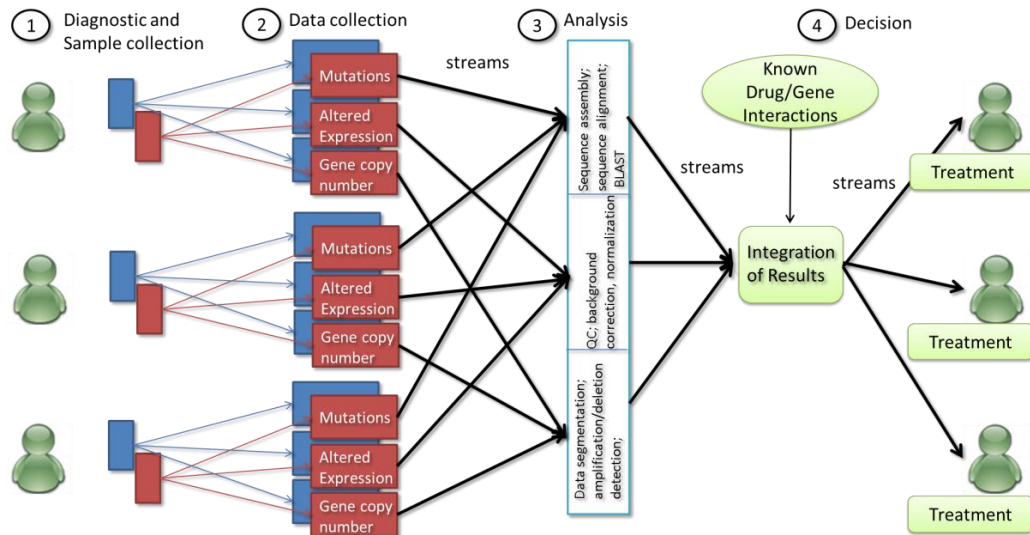 1
Diagnostic and
Sample collection
2
Data collection
3
Analysis
4
Decision
Mutations
Altered
Expression
Gene copy
number
Mutations
Altered
Expression
Gene copy
number
Mutations
Altered
Expression
Gene copy
number
streams
Sequence assembly;
sequence alignment;
BLAST
QC; background
correction, normalization
Data segmentation;
amplification/deletion
detection;
streams
Known
Drug/Gene
Interactions
Integration
of Results
streams
Treatment
Treatment
Treatment